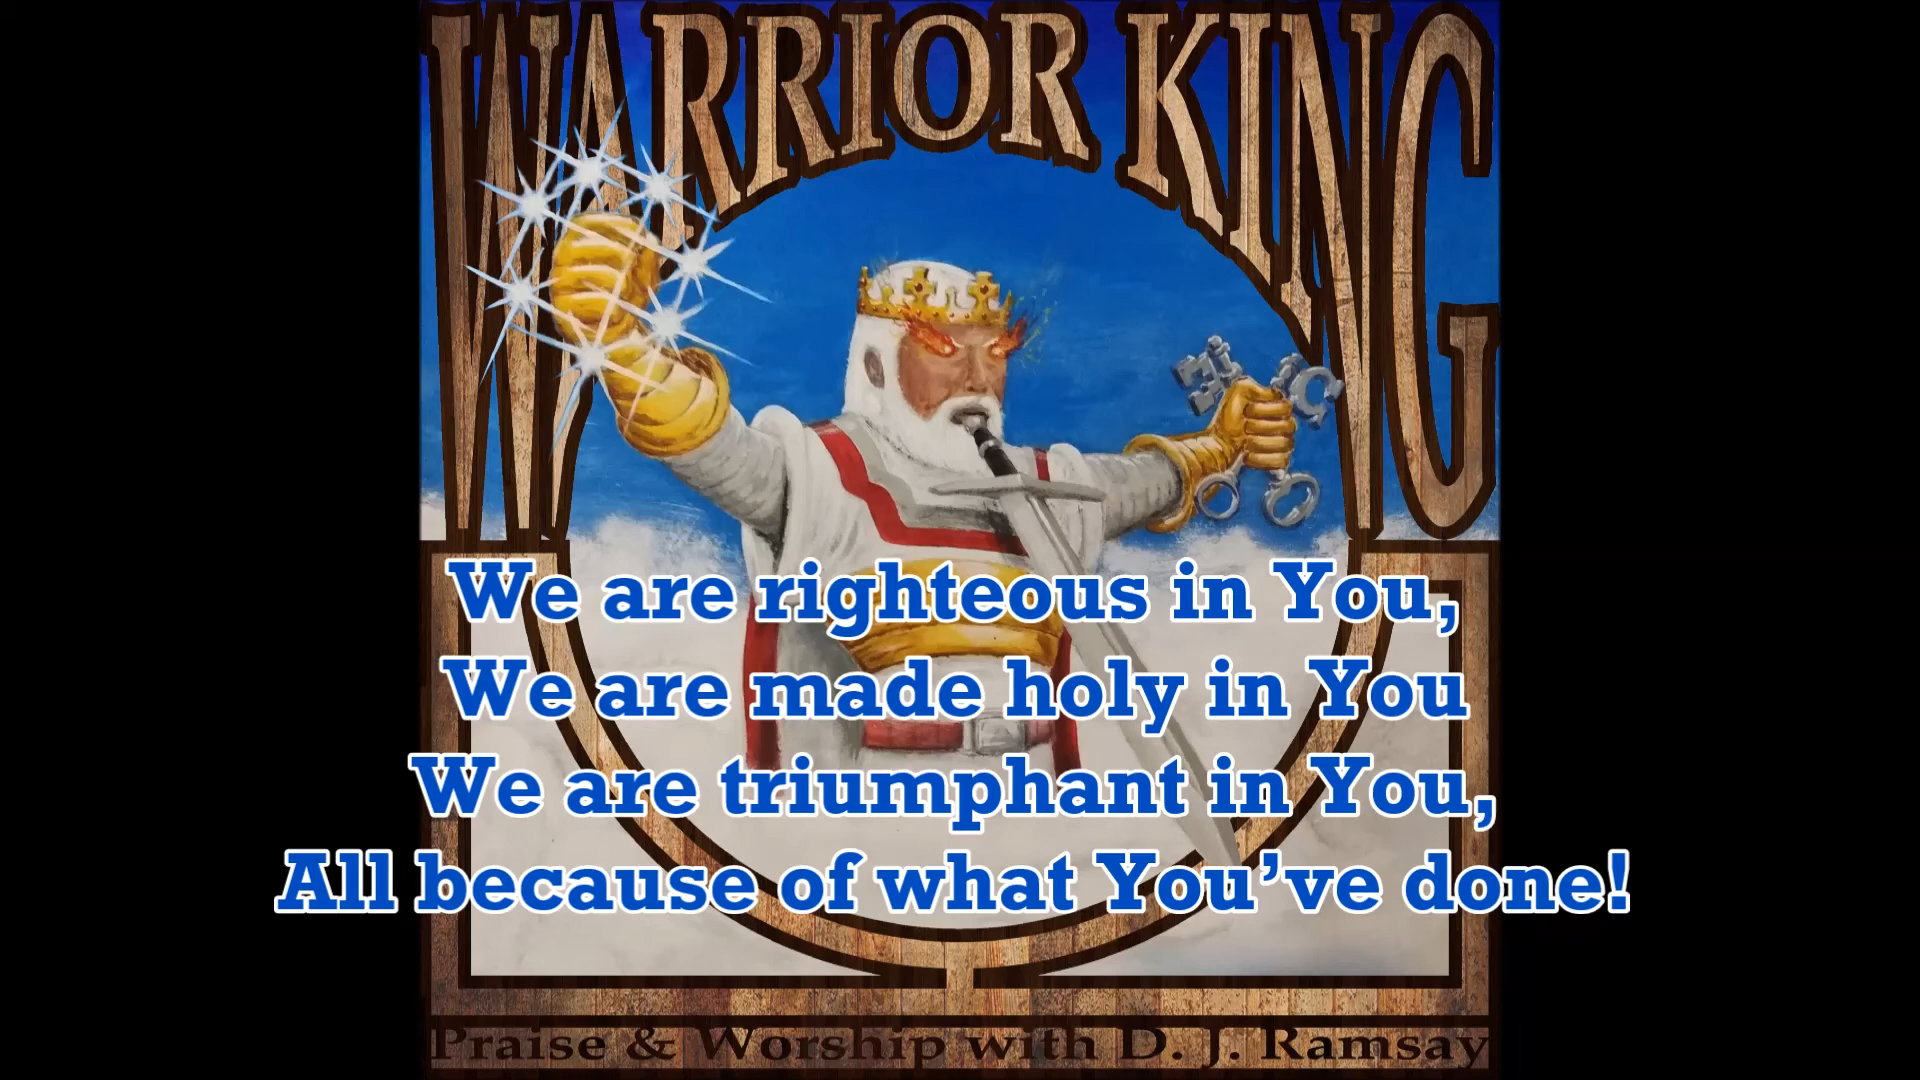 WARRIOR KING
We are righteous in You,
We are made holy in You
We are triumphant in You,
All because of what You’ve done!
Praise & Worship with D. J. Ramsay